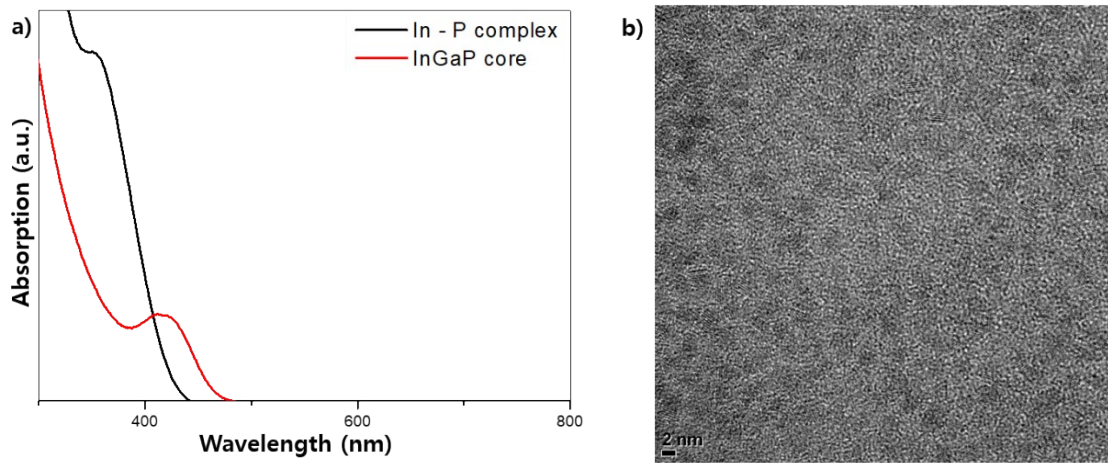 a)
In - P complex
InGaP core
Absorption (a.u.)
400
600
800
Wavelength (nm)
b)
2 nm